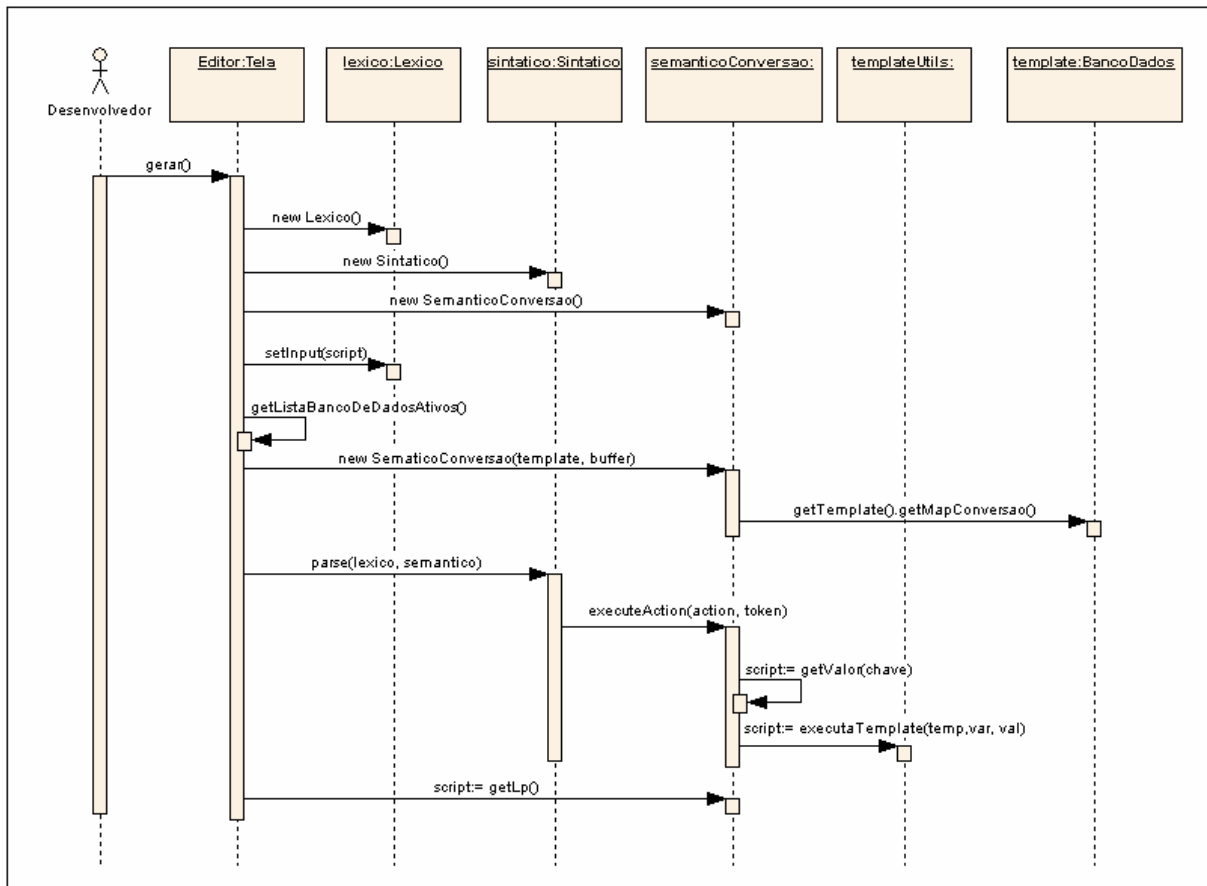 Desenvolvedor
Editor:Tela
lexico:Lexico
sintatico:Sintatico
semanticoConversao:
templateUtils:
template:BancoDados
gerar()
new Lexico()
new Sintatico()
new SemanticoConversão()
setInput(script)
getListaBancoDeDadosAtivos()
new SematicoConversao(template, buffer)
getTemplate().getMapConversao()
parse(lexico, semantico)
executeAction(action, token)
script:= getValor(chave)
script:= executaTemplate(temp,var, val)
script:= getLp()